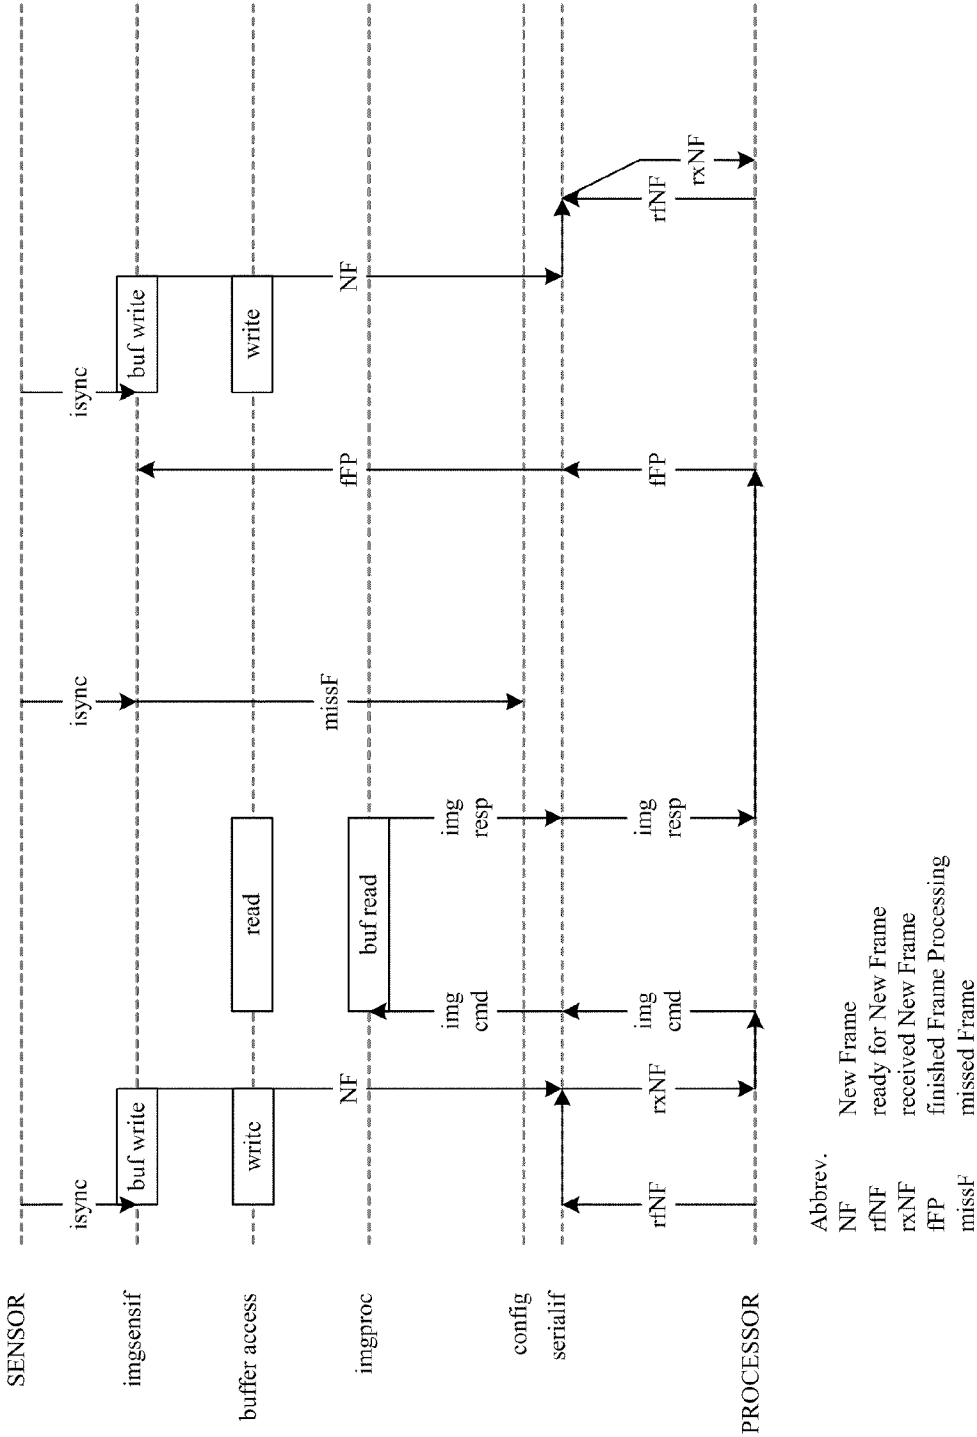 SENSOR
isync
isync
isync
imgsensif
buf write
buf write
buffer access
write
read
write
missF
NF
fFP
NF
imgproc
buf read
img
cmd
img
resp
config
serialif
rfNF
rxNF
img
cmd
img
resp
fFP
rfNF
rxNF
PROCESSOR
Abbrev.
NF New Frame
rfNF ready for New Frame
rxNF received New Frame
fFP finished Frame Processing
missF missed Frame